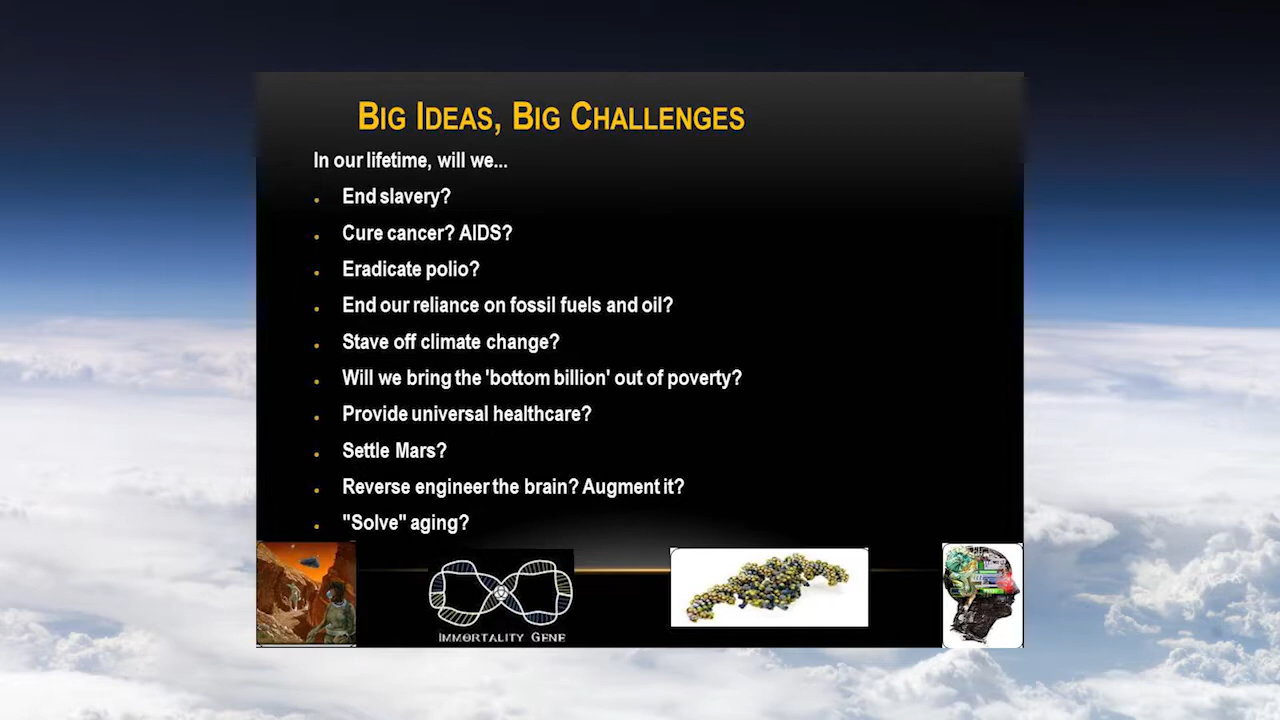 Big Ideas, Big Challenges
In our lifetime, will we...
End slavery?
Cure cancer? AIDS?
Eradicate polio?
End our reliance on fossil fuels and oil?
Stave off climate change?
Will we bring the 'bottom billion' out of poverty?
Provide universal healthcare?
Settle Mars?
Reverse engineer the brain? Augment it?
"Solve" aging?
Immortality Gene